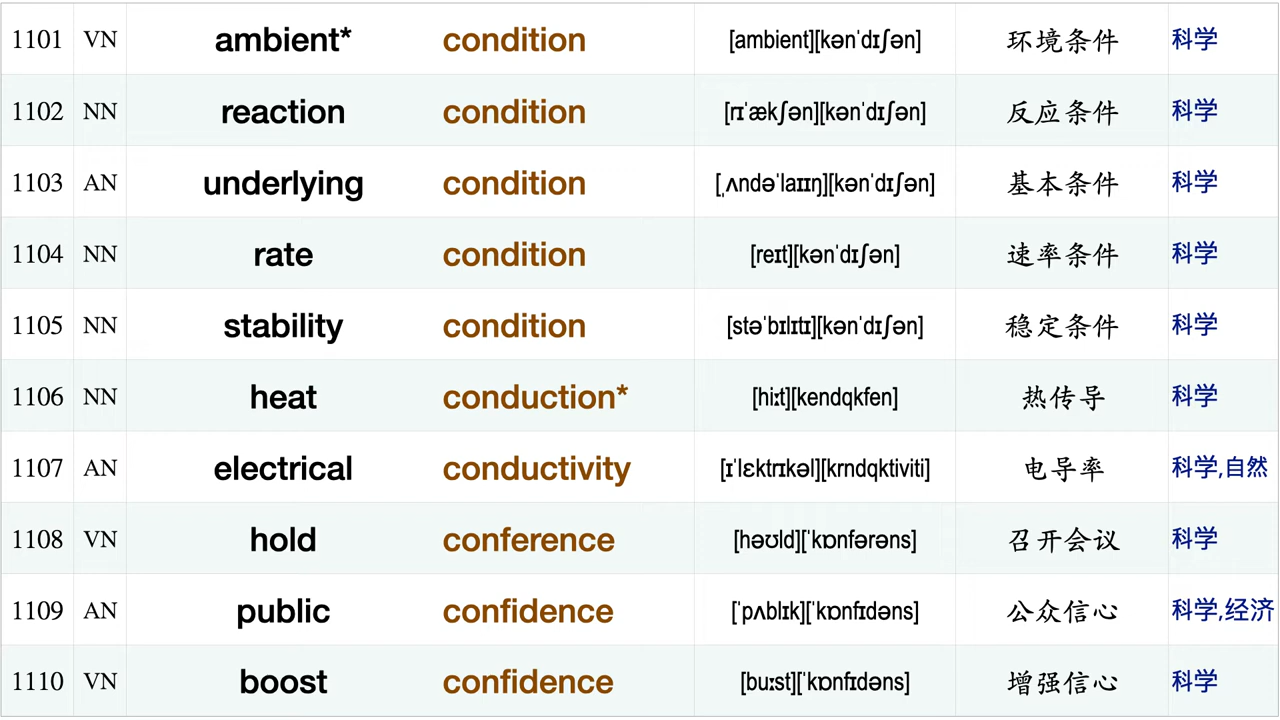 1101 VN ambient* condition [ambient][kənˈdɪʃən] 环境条件 科学
1102 NN reaction condition [rɪˈækʃən][kənˈdɪʃən] 反应条件 科学
1103 AN underlying condition [ˌʌndəˈlaɪɪŋ][kənˈdɪʃən] 基本条件 科学
1104 NN rate condition [reɪt][kənˈdɪʃən] 速率条件 科学
1105 NN stability condition [stəˈbɪlɪtɪ][kənˈdɪʃən] 稳定条件 科学
1106 NN heat conduction* [hiːt][kendqkfen] 热传导 科学
1107 AN electrical conductivity [ɪˈlɛktrɪkəl][krndqktiviti] 电导率 科学,自然
1108 VN hold conference [həʊld][ˈkɒnfərəns] 召开会议 科学
1109 AN public confidence [ˈpʌblɪk][ˈkɒnfɪdəns] 公众信心 科学,经济
1110 VN boost confidence [buːst][ˈkɒnfɪdəns] 增强信心 科学